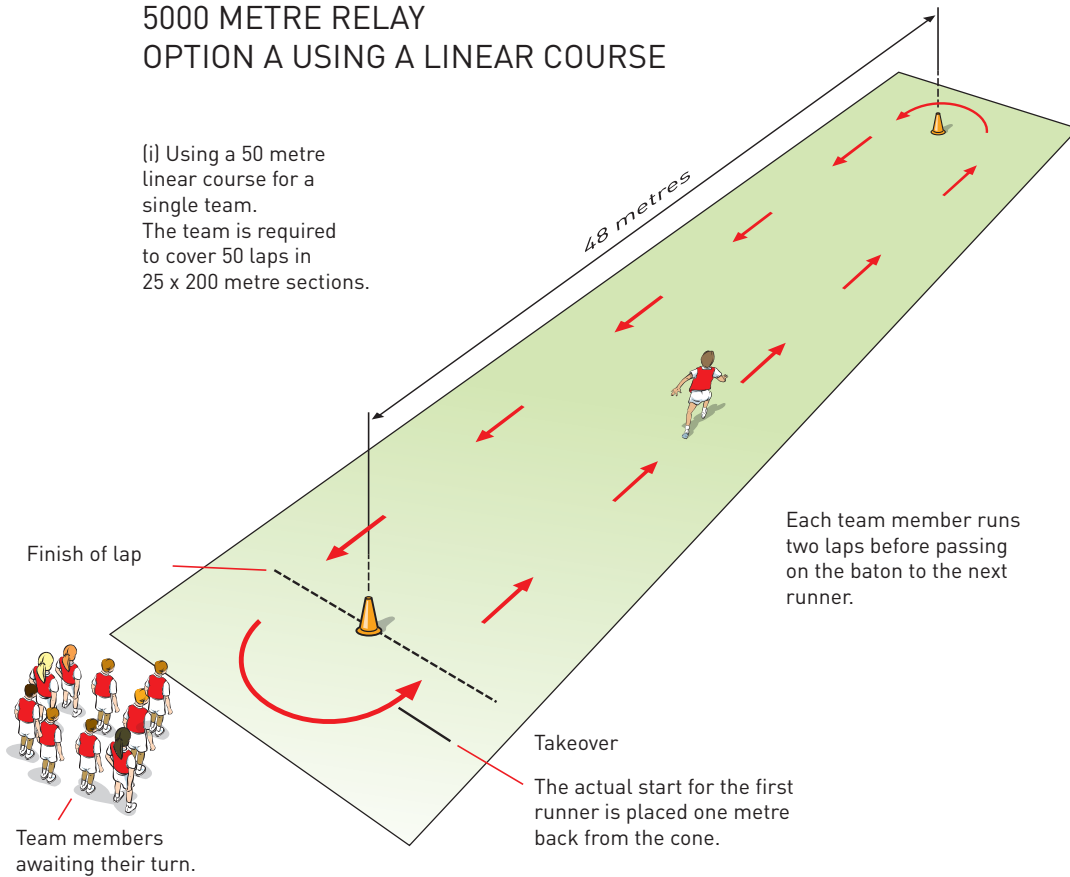 5000 METRE RELAY
OPTION A USING A LINEAR COURSE
(i) Using a 50 metre
linear course for a
single team.
The team is required
to cover 50 laps in
25 x 200 metre sections.
48 metres
Each team member runs
two laps before passing
on the baton to the next
runner.
Finish of lap
Takeover
The actual start for the first
runner is placed one metre
back from the cone.
Team members
awaiting their turn.